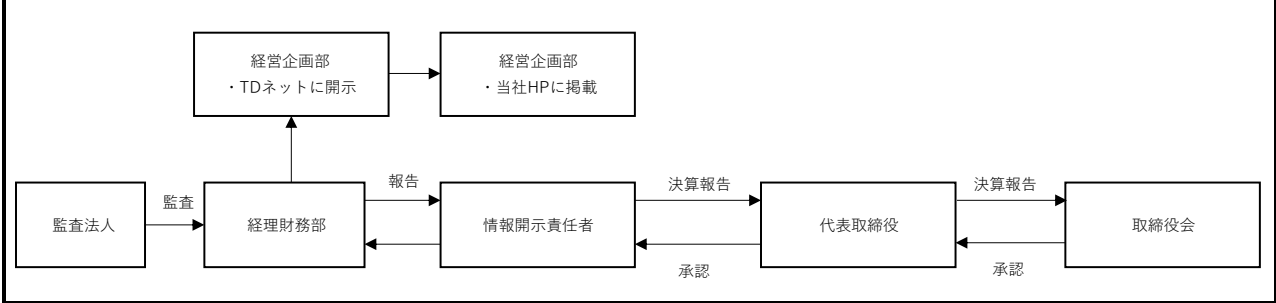 経営企画部
・TDネットに開示
経営企画部
・当社HPに掲載
監査法人
監査
経理財務部
報告
情報開示責任者
決算報告
承認
代表取締役
決算報告
承認
取締役会